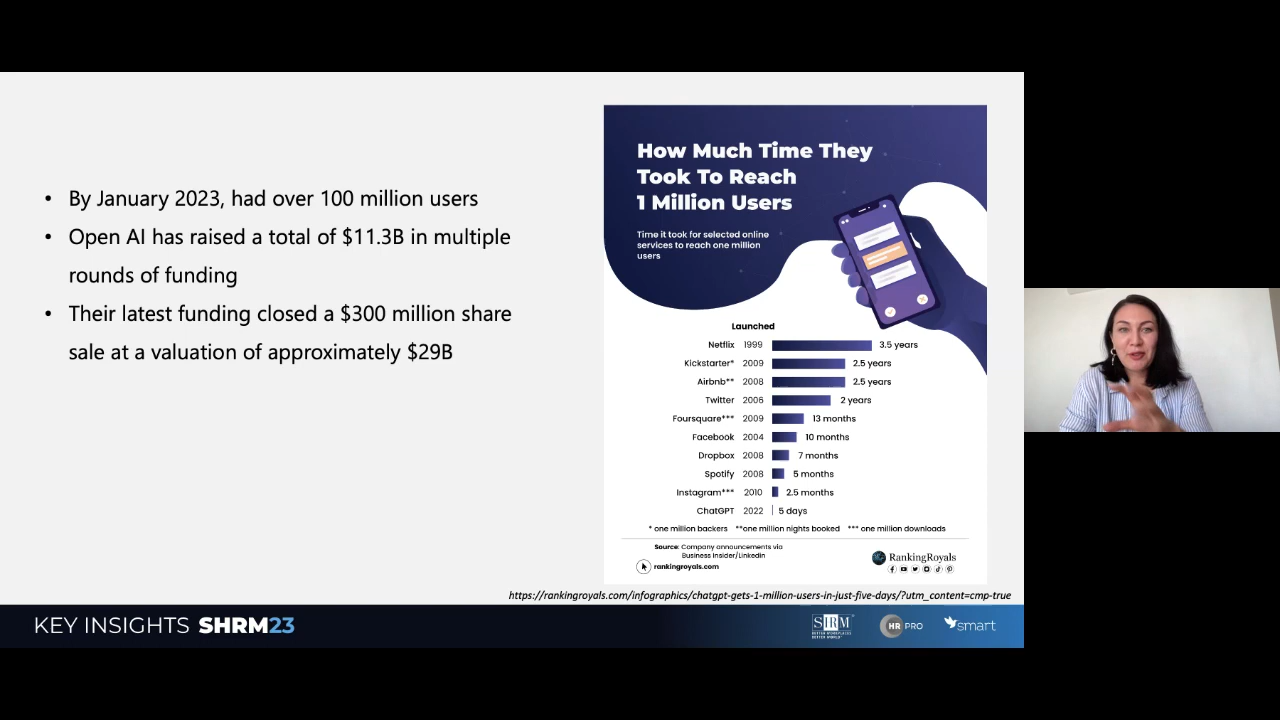 • By January 2023, had over 100 million users
• Open AI has raised a total of $11.3B in multiple
rounds of funding
• Their latest funding closed a $300 million share
sale at a valuation of approximately $29B
How Much Time They
Took To Reach
1 Million Users
Time it took for selected online
services to reach one million
users
Launched
Netflix 1999 3.5 years
Kickstarter* 2009 2.5 years
Airbnb** 2008 2.5 years
Twitter 2006 2 years
Foursquare*** 2009 13 months
Facebook 2004 10 months
Dropbox 2008 7 months
Spotify 2008 5 months
Instagram*** 2010 2.5 months
ChatGPT 2022 5 days
* one million backers **one million nights booked *** one million downloads
Source: Company announcements via
Business Insider/Linkedin
rankingroyals.com
RankingRoyals
https://rankingroyals.com/infographics/chatgpt-gets-1-million-users-in-just-five-days/?utm_content=cmp-true
KEY INSIGHTS SHRM23
SHRM
BETTER WORKPLACES
BETTER WORLD
HR PRO
smart